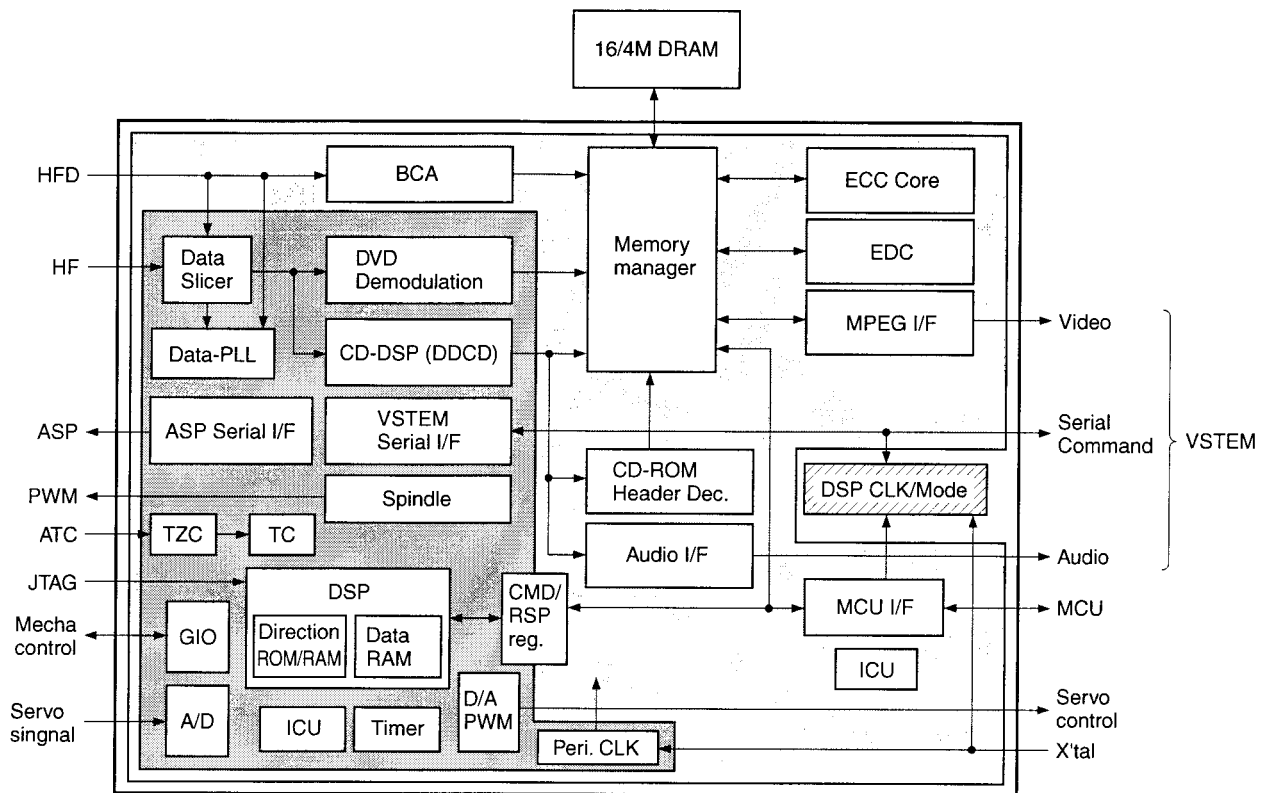 16/4M DRAM
HFD
BCA
ECC Core
HF
Data
Slicer
DVD
Demodulation
Memory
manager
EDC
Data-PLL
CD-DSP (DDCD)
MPEG I/F
Video
ASP
ASP Serial I/F
VSTEM
Serial I/F
Serial
Command
VSTEM
PWM
Spindle
CD-ROM
Header Dec.
DSP CLK/Mode
ATC
TZC
TC
Audio I/F
Audio
JTAG
DSP
CMD/
RSP
reg.
MCU I/F
MCU
Mecha
control
GIO
Direction
ROM/RAM
Data
RAM
ICU
Servo
singnal
A/D
ICU
Timer
D/A
PWM
Servo
control
Peri. CLK
X'tal